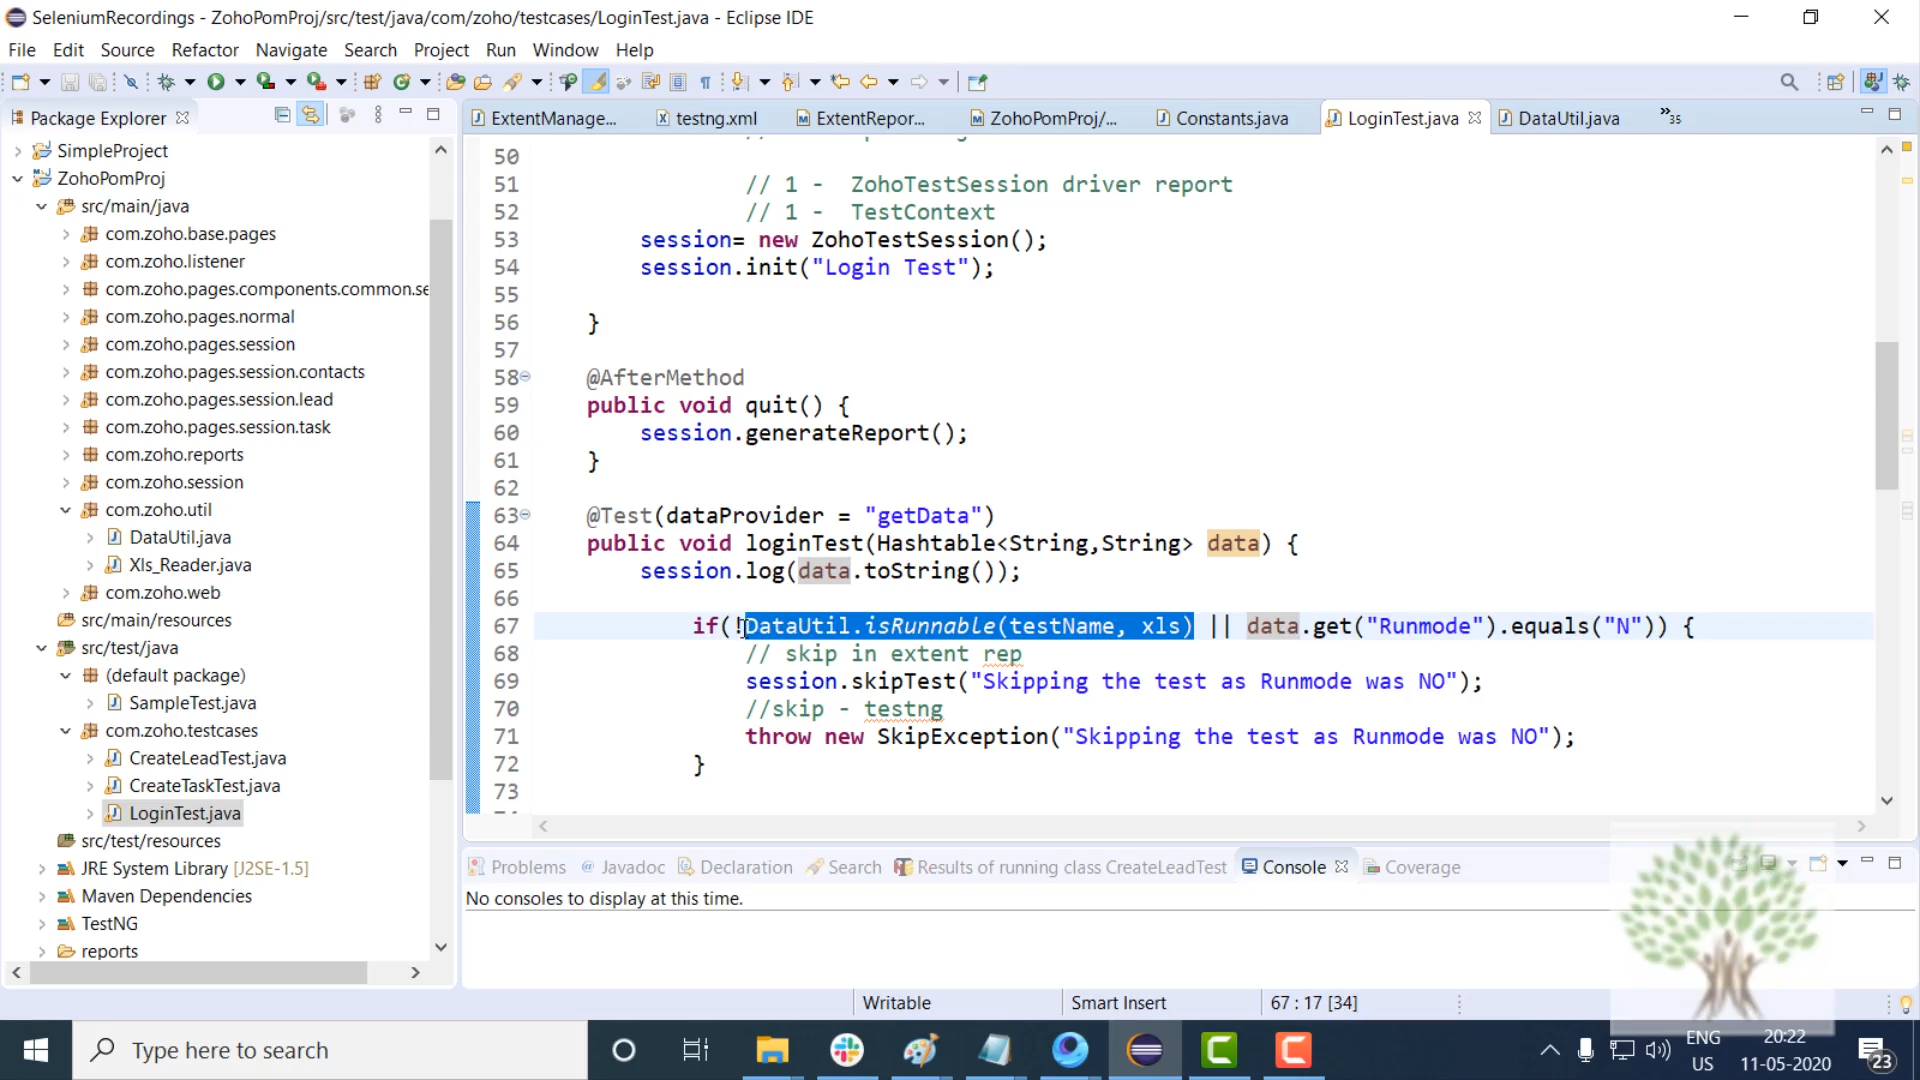 SeleniumRecordings - ZohoPomProj/src/test/java/com/zoho/testcases/LoginTest.java - Eclipse IDE
File Edit Source Refactor Navigate Search Project Run Window Help
Package Explorer
ExtentManage... testng.xml ExtentRepor... ZohoPomProj/... Constants.java LoginTest.java DataUtil.java »35
SimpleProject
ZohoPomProj
src/main/java
com.zoho.base.pages
com.zoho.listener
com.zoho.pages.components.common.se
com.zoho.pages.normal
com.zoho.pages.session
com.zoho.pages.session.contacts
com.zoho.pages.session.lead
com.zoho.pages.session.task
com.zoho.reports
com.zoho.session
com.zoho.util
DataUtil.java
Xls_Reader.java
com.zoho.web
src/main/resources
src/test/java
(default package)
SampleTest.java
com.zoho.testcases
CreateLeadTest.java
CreateTaskTest.java
LoginTest.java
src/test/resources
JRE System Library [J2SE-1.5]
Maven Dependencies
TestNG
reports
50
51 // 1 - ZohoTestSession driver report
52 // 1 - TestContext
53 session= new ZohoTestSession();
54 session.init("Login Test");
55
56 }
57
58 @AfterMethod
59 public void quit() {
60 session.generateReport();
61 }
62
63 @Test(dataProvider = "getData")
64 public void loginTest(Hashtable<String,String> data) {
65 session.log(data.toString());
66
67 if(!DataUtil.isRunnable(testName, xls) || data.get("Runmode").equals("N")) {
68 // skip in extent rep
69 session.skipTest("Skipping the test as Runmode was NO");
70 //skip - testng
71 throw new SkipException("Skipping the test as Runmode was NO");
72 }
73
Problems Javadoc Declaration Search Results of running class CreateLeadTest Console Coverage
No consoles to display at this time.
Writable Smart Insert 67 : 17 [34]
Type here to search
ENG
US
20:22
11-05-2020
23